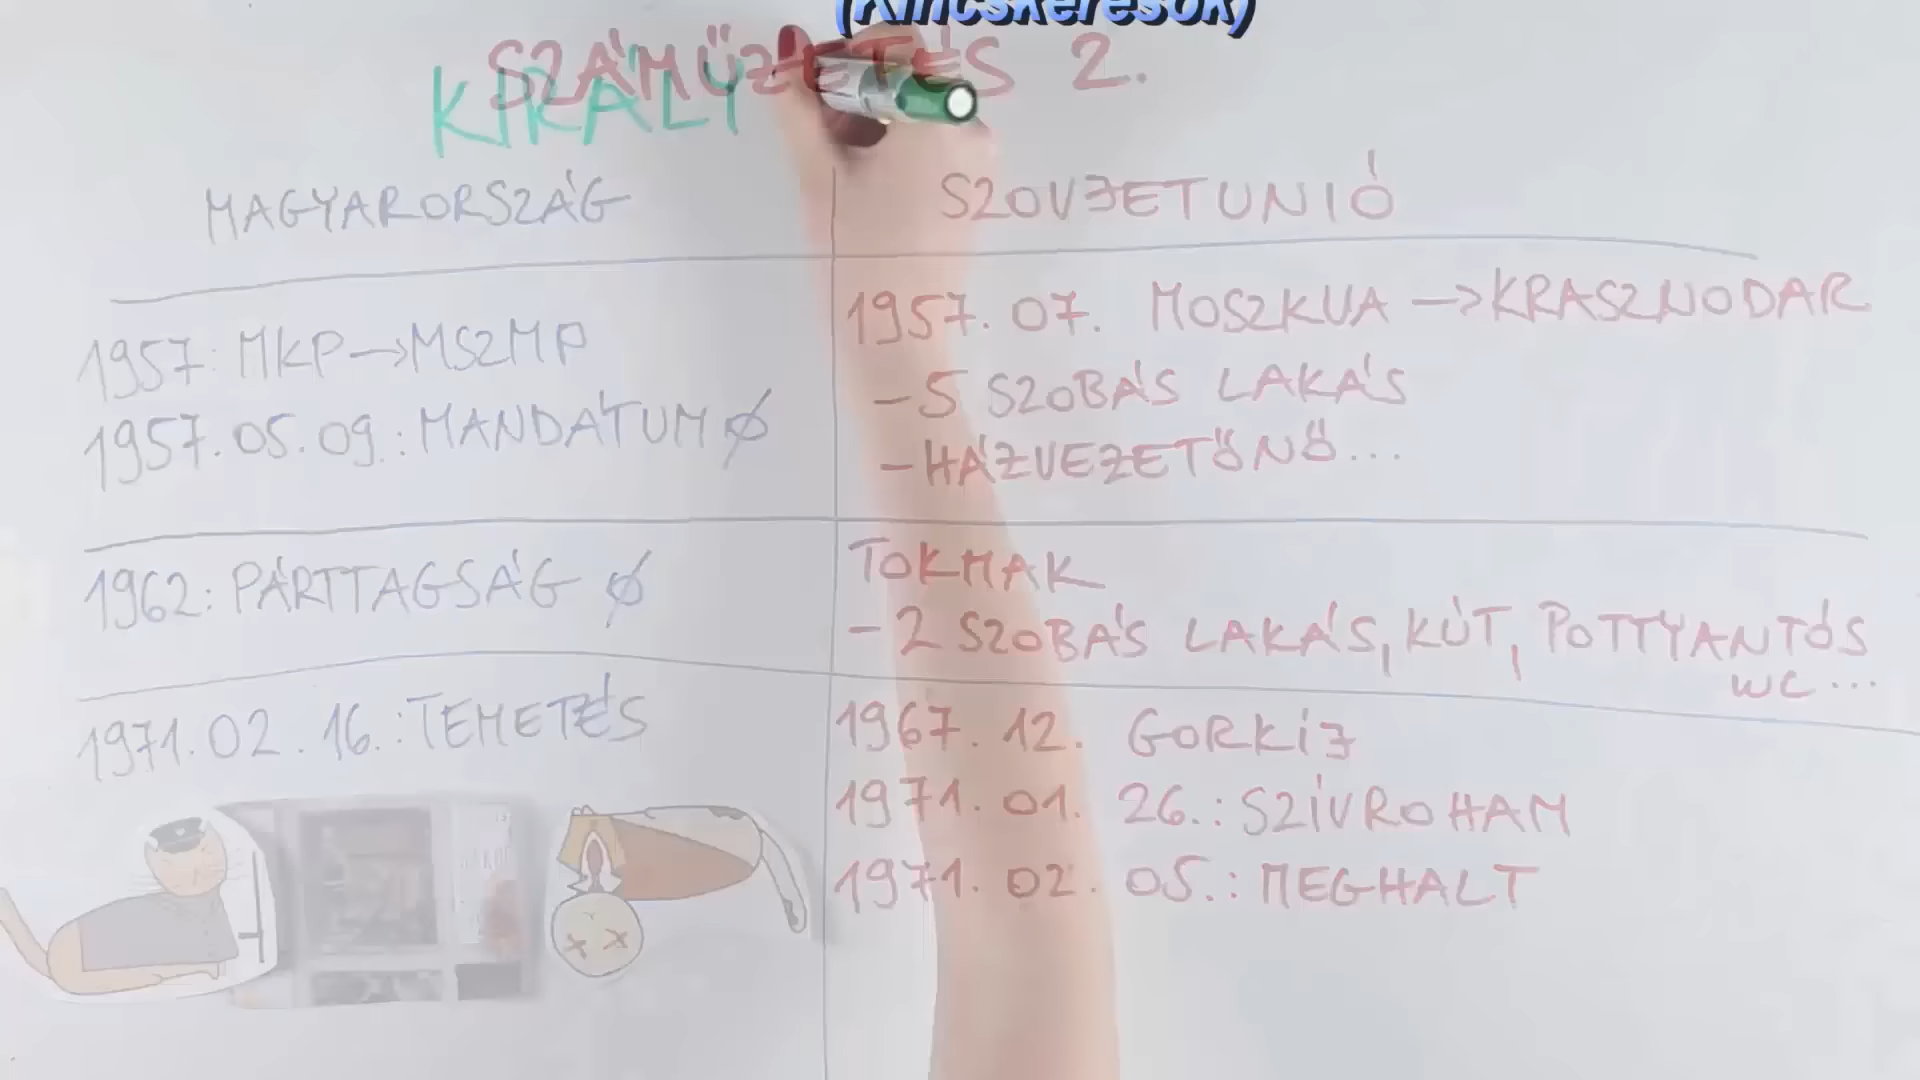 (Kincskeresők)
SZÁMŰZETÉS 2.
KIRÁLY
MAGYARORSZÁG
SZOVJETUNIÓ
1957: MKP→MSZMP
1957.05.09.: MANDÁTUM Ø
1957. 07. MOSZKVA → KRASZNODAR
- 5 SZOBÁS LAKÁS
- HÁZVEZETŐNŐ...
1962: PÁRTTAGSÁG Ø
TOKMAK
- 2 SZOBÁS LAKÁS, KÚT, POTTYANTÓS
WC...
1971. 02. 16.: TEMETÉS
1967. 12. GORKIJ
1971. 01. 26.: SZÍVROHAM
1971. 02. 05.: MEGHALT